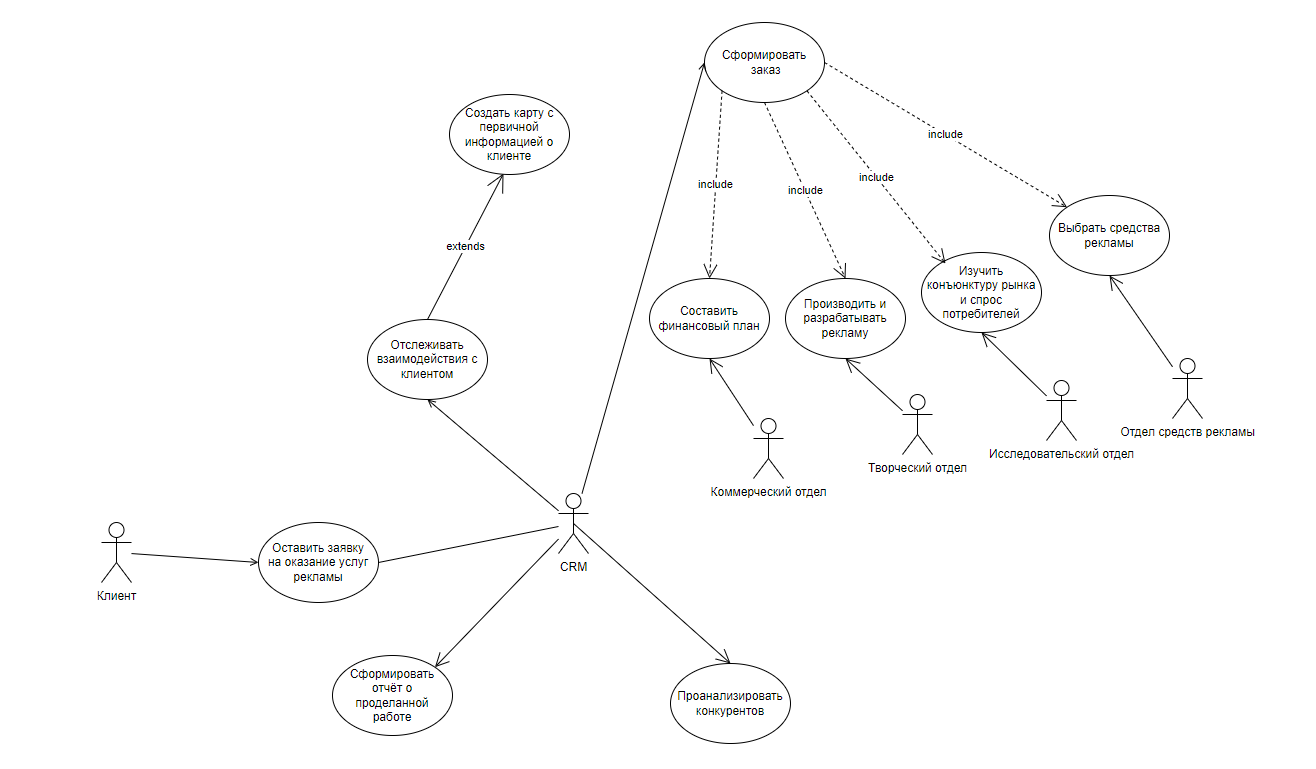 Сформировать
заказ
Создать карту с
первичной
информацией о
клиенте
include
include
include
include
extends
Выбрать средства
рекламы
Изучить
конъюнктуру рынка
и спрос
потребителей
Составить
финансовый план
Производить и
разрабатывать
рекламу
Отслеживать
взаимодействия с
клиентом
Отдел средств рекламы
Исследовательский отдел
Творческий отдел
Коммерческий отдел
Оставить заявку
на оказание услуг
рекламы
CRM
Клиент
Сформировать
отчёт о
проделанной
работе
Проанализировать
конкурентов